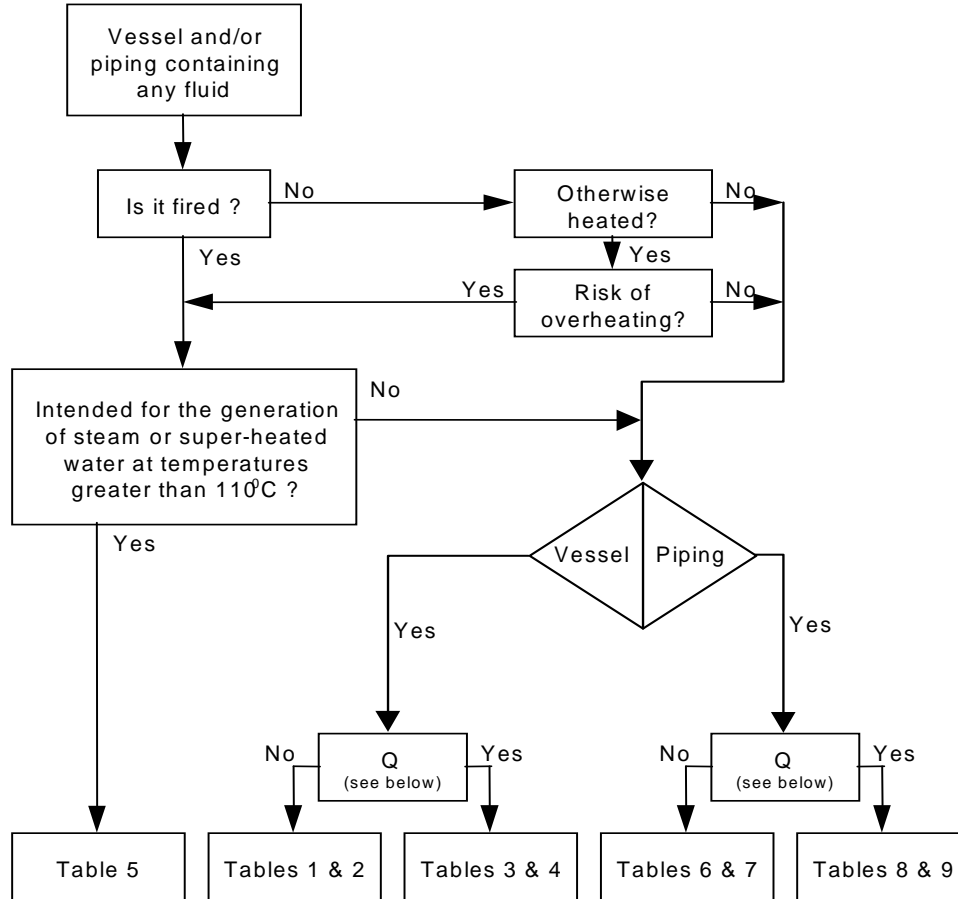 Vessel and/or
piping containing
any fluid
Is it fired ?
No
Otherwise
heated?
No
Yes
Yes
Yes
Risk of
overheating?
No
Intended for the generation
of steam or super-heated
water at temperatures
greater than 110⁰C ?
No
Yes
Vessel
Piping
Yes
Yes
No
Q
(see below)
Yes
No
Q
(see below)
Yes
Table 5
Tables 1 & 2
Tables 3 & 4
Tables 6 & 7
Tables 8 & 9